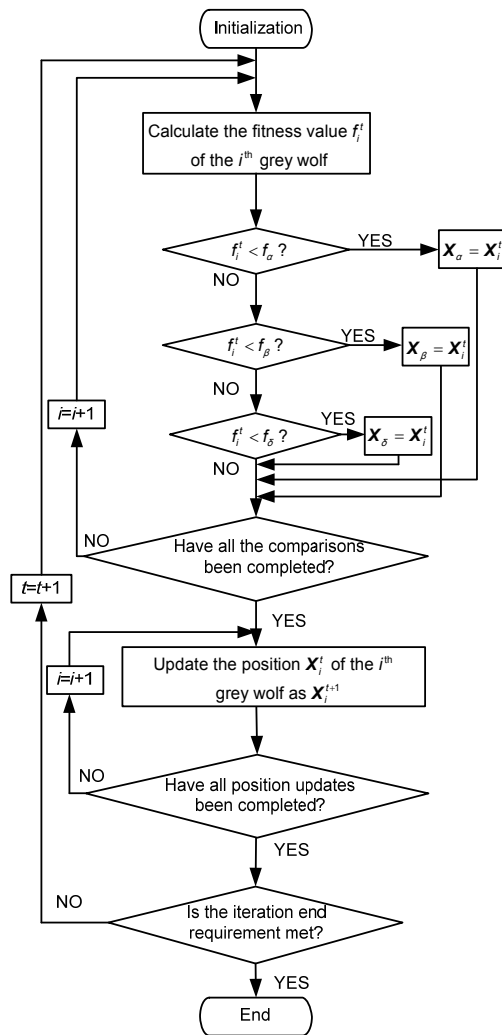 Initialization
Calculate the fitness value f_i^t
of the i^th grey wolf
f_i^t < f_α ?
YES
X_α = X_i^t
NO
f_i^t < f_β ?
YES
X_β = X_i^t
NO
f_i^t < f_δ ?
YES
X_δ = X_i^t
NO
i=i+1
Have all the comparisons
been completed?
NO
t=t+1
YES
Update the position X_i^t of the i^th
grey wolf as X_i^{t+1}
i=i+1
Have all position updates
been completed?
NO
YES
Is the iteration end
requirement met?
NO
YES
End